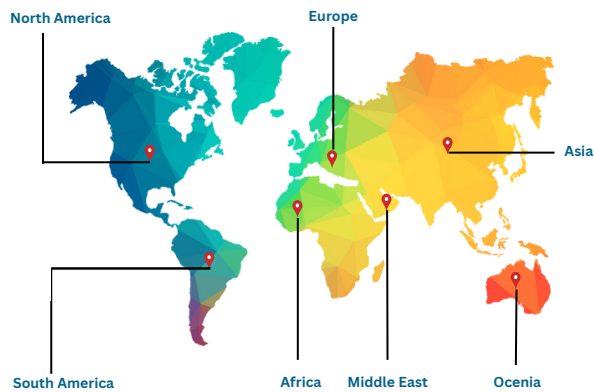 North America
Europe
Asia
South America
Africa
Middle East
Ocenia